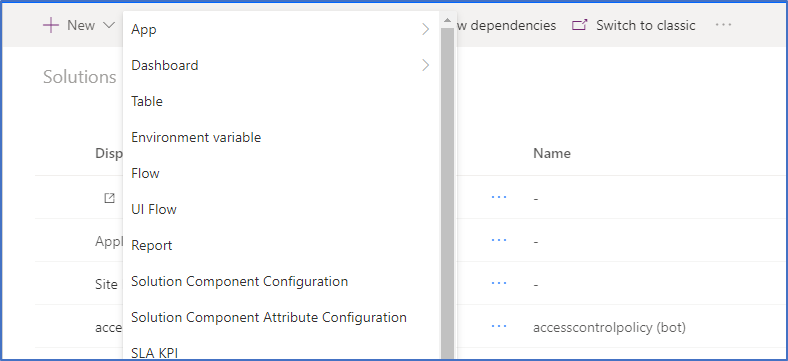 New
App
w dependencies
Switch to classic
Solutions
Dashboard
Table
Environment variable
Disp
Name
Flow
-
UI Flow
Appl
-
Report
Site
Solution Component Configuration
-
Solution Component Attribute Configuration
acce
accesscontrolpolicy (bot)
SLA KPI